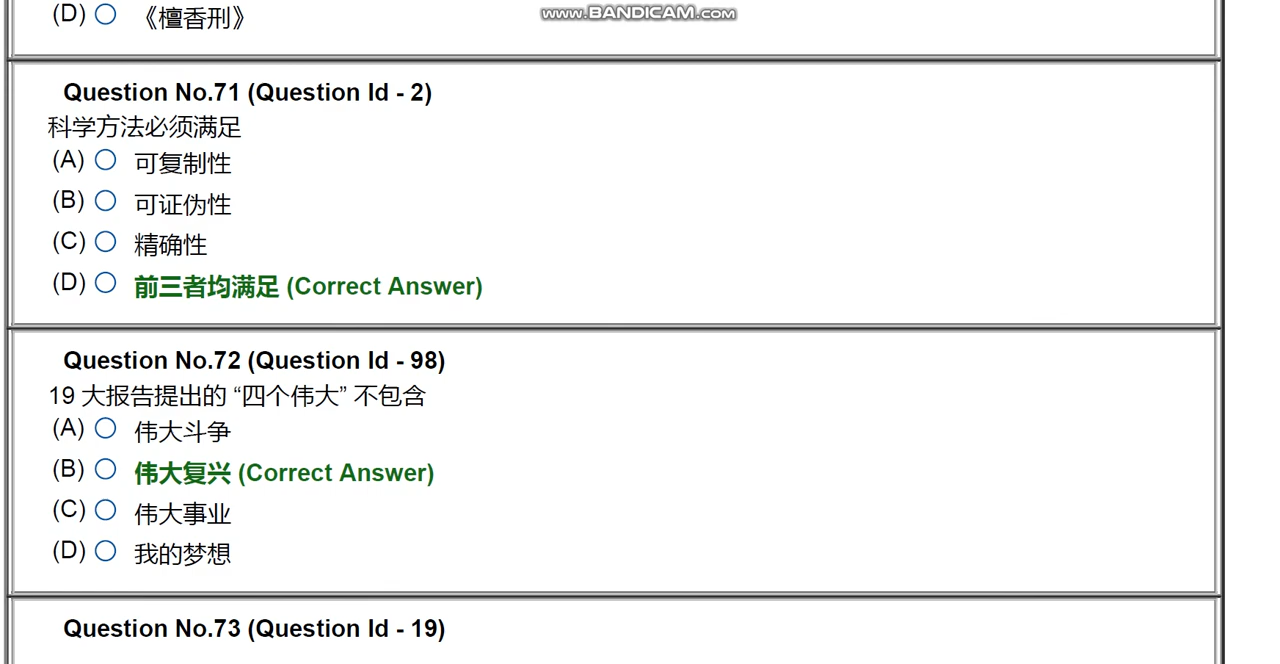 (D) 《檀香刑》
www.BANDICAM.com
Question No.71 (Question Id - 2)
科学方法必须满足
(A) 可复制性
(B) 可证伪性
(C) 精确性
(D) 前三者均满足 (Correct Answer)
Question No.72 (Question Id - 98)
19 大报告提出的 “四个伟大” 不包含
(A) 伟大斗争
(B) 伟大复兴 (Correct Answer)
(C) 伟大事业
(D) 我的梦想
Question No.73 (Question Id - 19)